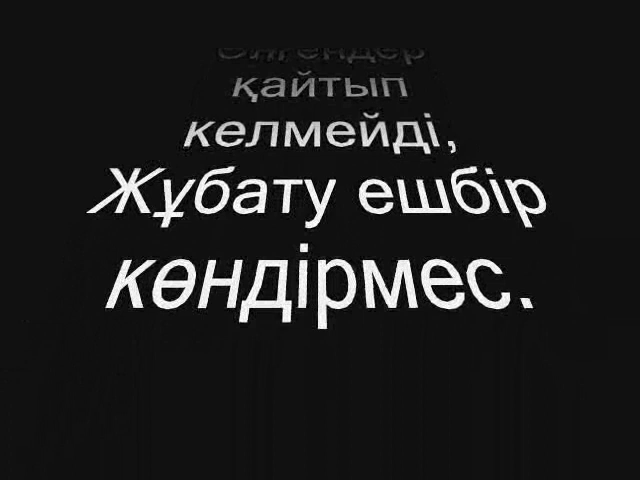 қайтып
келмейді,
Жұбату ешбір
көндірмес.